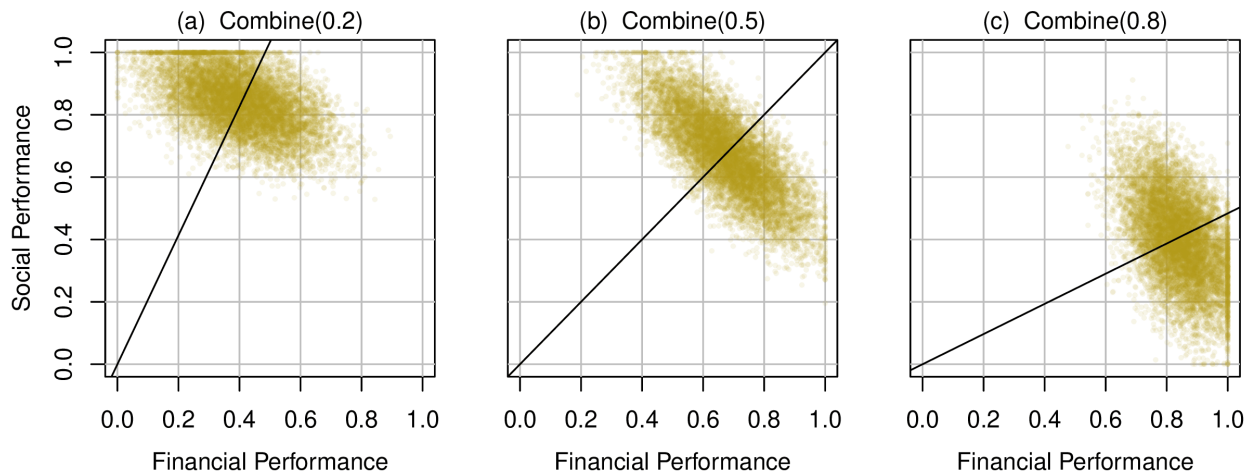 (a) Combine(0.2)
(b) Combine(0.5)
(c) Combine(0.8)
Social Performance
1.0
0.8
0.6
0.4
0.2
0.0
0.0 0.2 0.4 0.6 0.8 1.0
0.0 0.2 0.4 0.6 0.8 1.0
0.0 0.2 0.4 0.6 0.8 1.0
Financial Performance
Financial Performance
Financial Performance